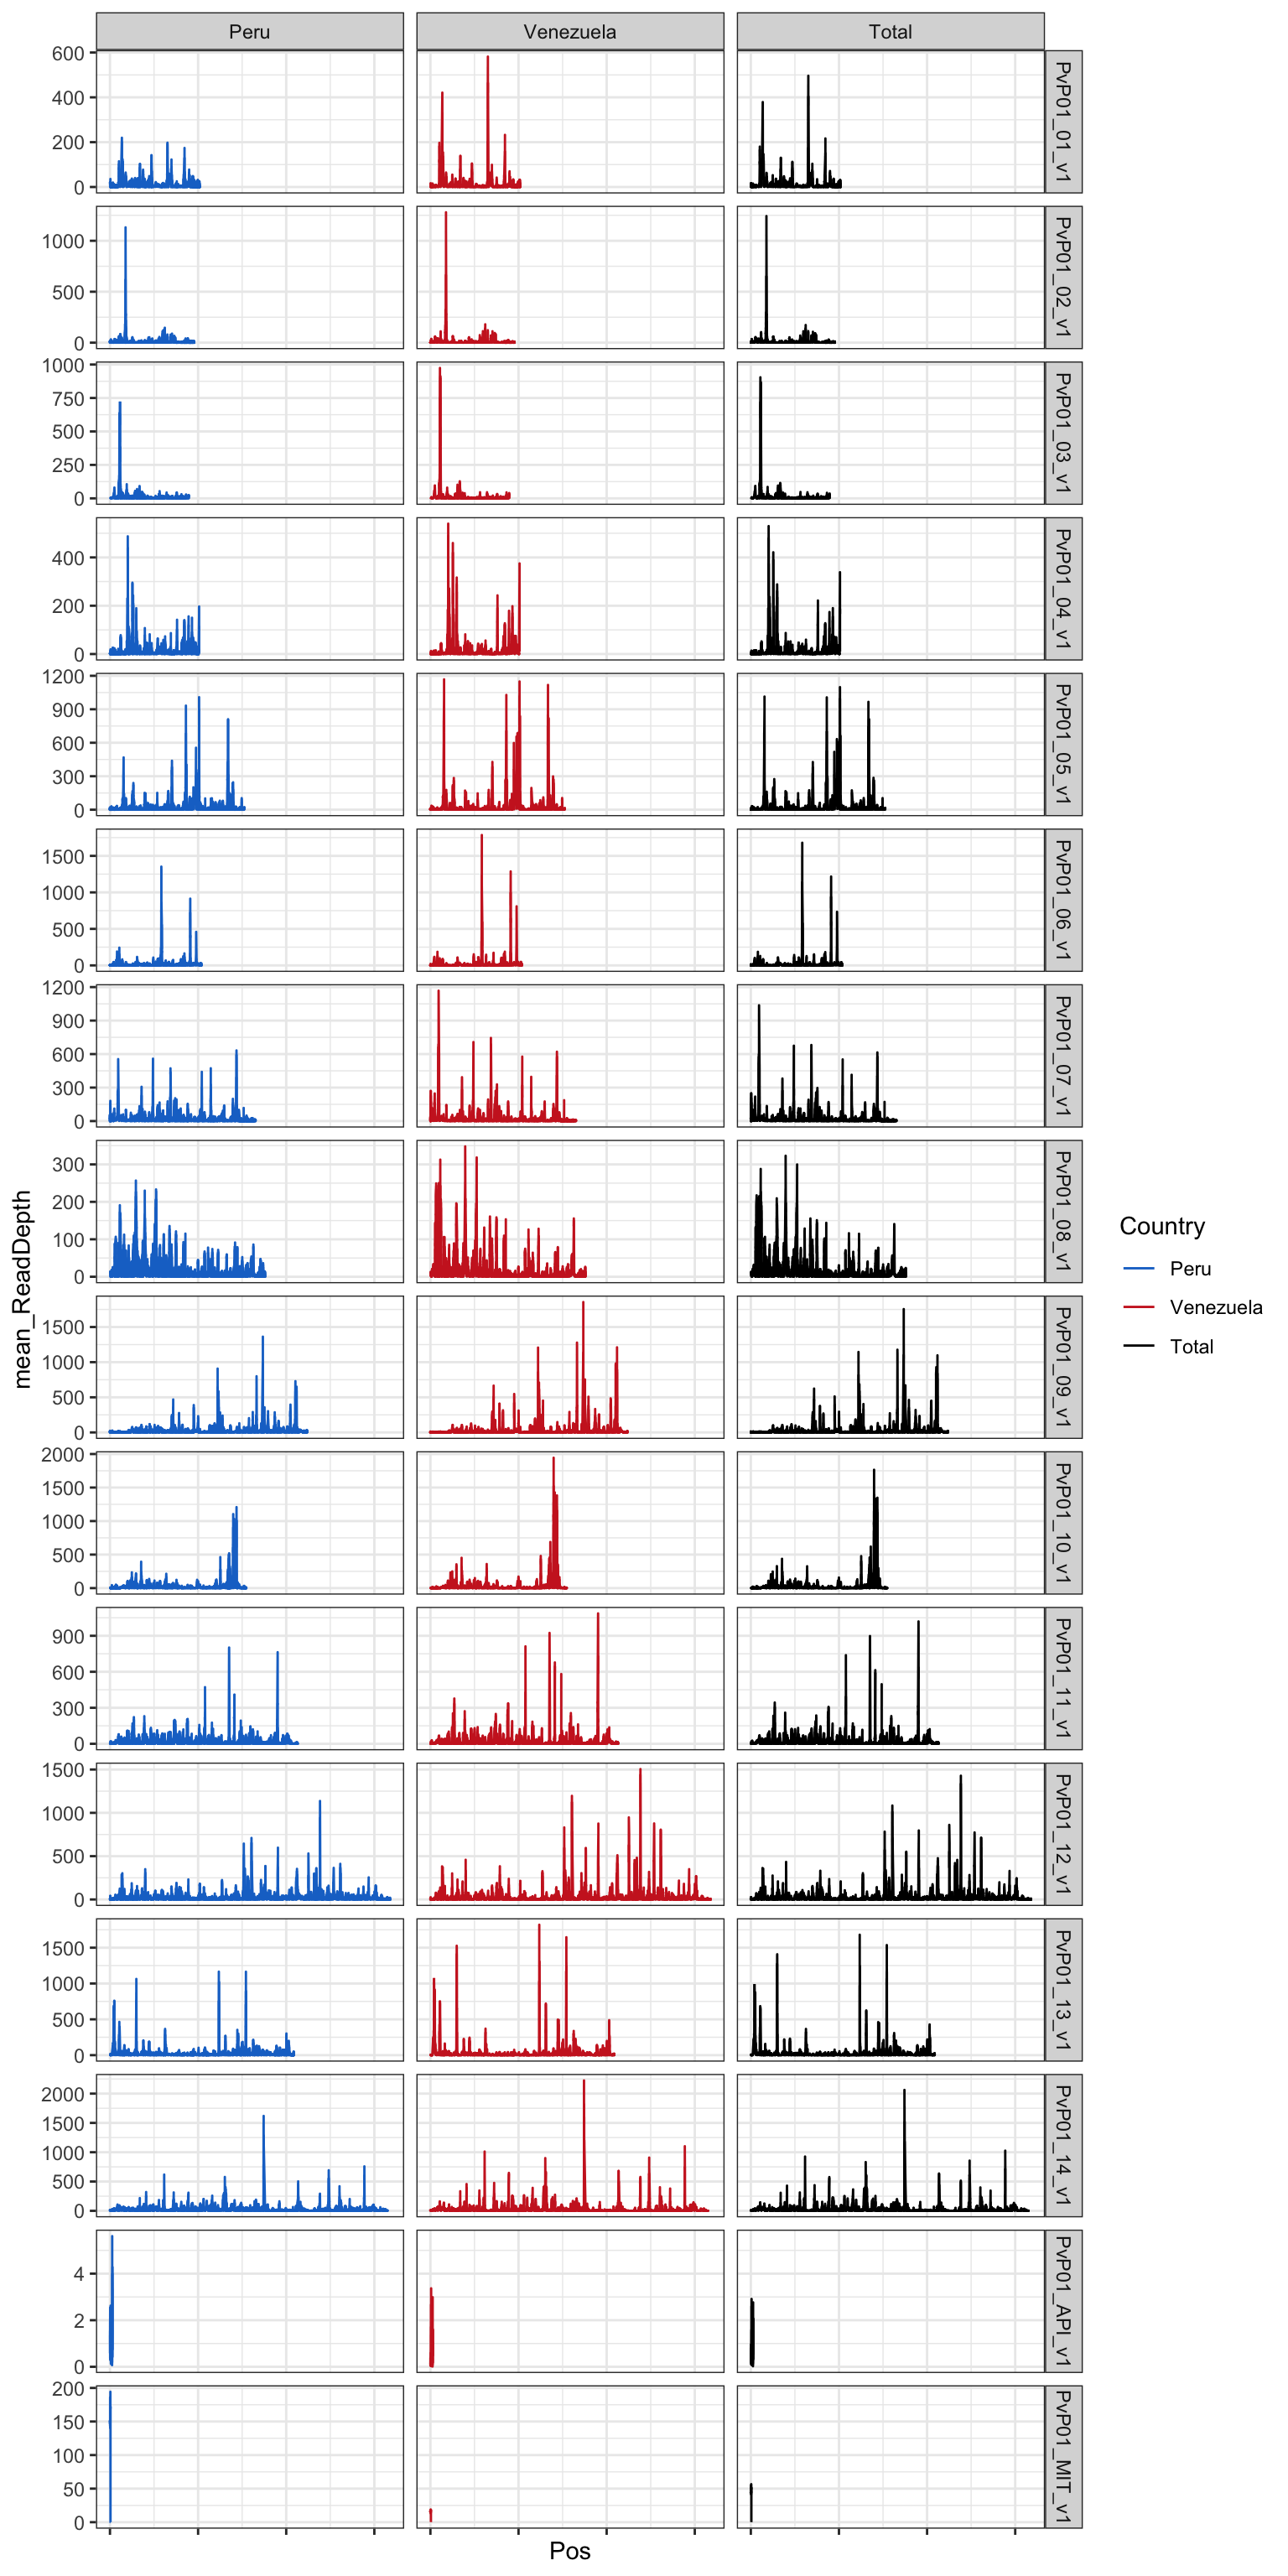 Peru Venezuela Total
600
400
200
0
PvP01_01_v1
1000
500
0
PvP01_02_v1
1000
750
500
250
0
PvP01_03_v1
400
200
0
PvP01_04_v1
1200
900
600
300
0
PvP01_05_v1
1500
1000
500
0
PvP01_06_v1
1200
900
600
300
0
PvP01_07_v1
300
200
100
0
PvP01_08_v1
1500
1000
500
0
PvP01_09_v1
2000
1500
1000
500
0
PvP01_10_v1
900
600
300
0
PvP01_11_v1
1500
1000
500
0
PvP01_12_v1
1500
1000
500
0
PvP01_13_v1
2000
1500
1000
500
0
PvP01_14_v1
4
2
0
PvP01_API_v1
200
150
100
50
0
PvP01_MIT_v1
mean_ReadDepth
Pos
Country
Peru
Venezuela
Total